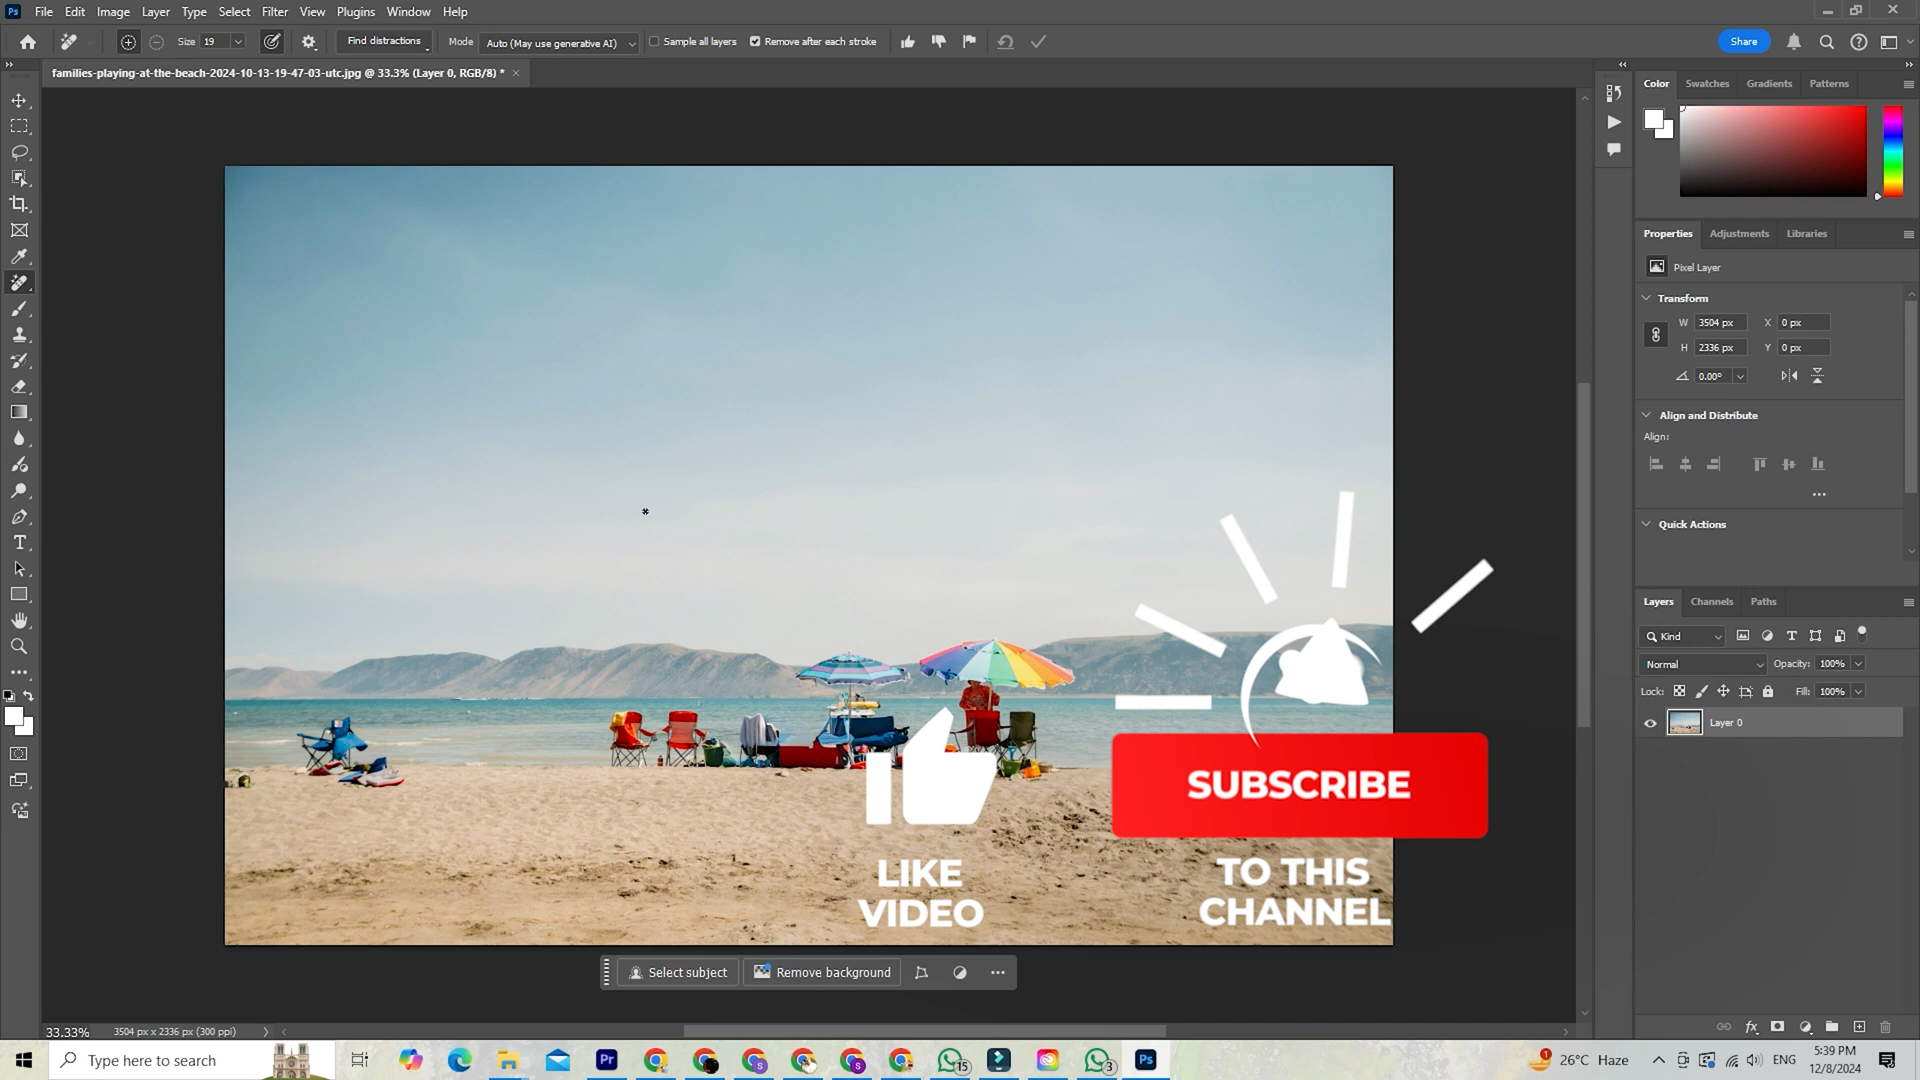 Ps File Edit Image Layer Type Select Filter View Plugins Window Help
Size 19 Find distractions Mode Auto (May use generative AI) Sample all layers Remove after each stroke Share
families-playing-at-the-beach-2024-10-13-19-47-03-utc.jpg @ 33.3% (Layer 0, RGB/8) * ×
Color Swatches Gradients Patterns
Properties Adjustments Libraries
Pixel Layer
Transform
W 3504 px X 0 px
H 2336 px Y 0 px
0.00°
Align and Distribute
Align:
Quick Actions
Layers Channels Paths
Kind
Normal Opacity: 100%
Lock: Fill: 100%
Layer 0
SUBSCRIBE
TO THIS
CHANNEL
LIKE
VIDEO
Select subject Remove background
33.33% 3504 px x 2336 px (300 ppi)
Type here to search
Pr
S
S
15
3
Ps
1
26°C Haze
ENG
5:39 PM
12/8/2024